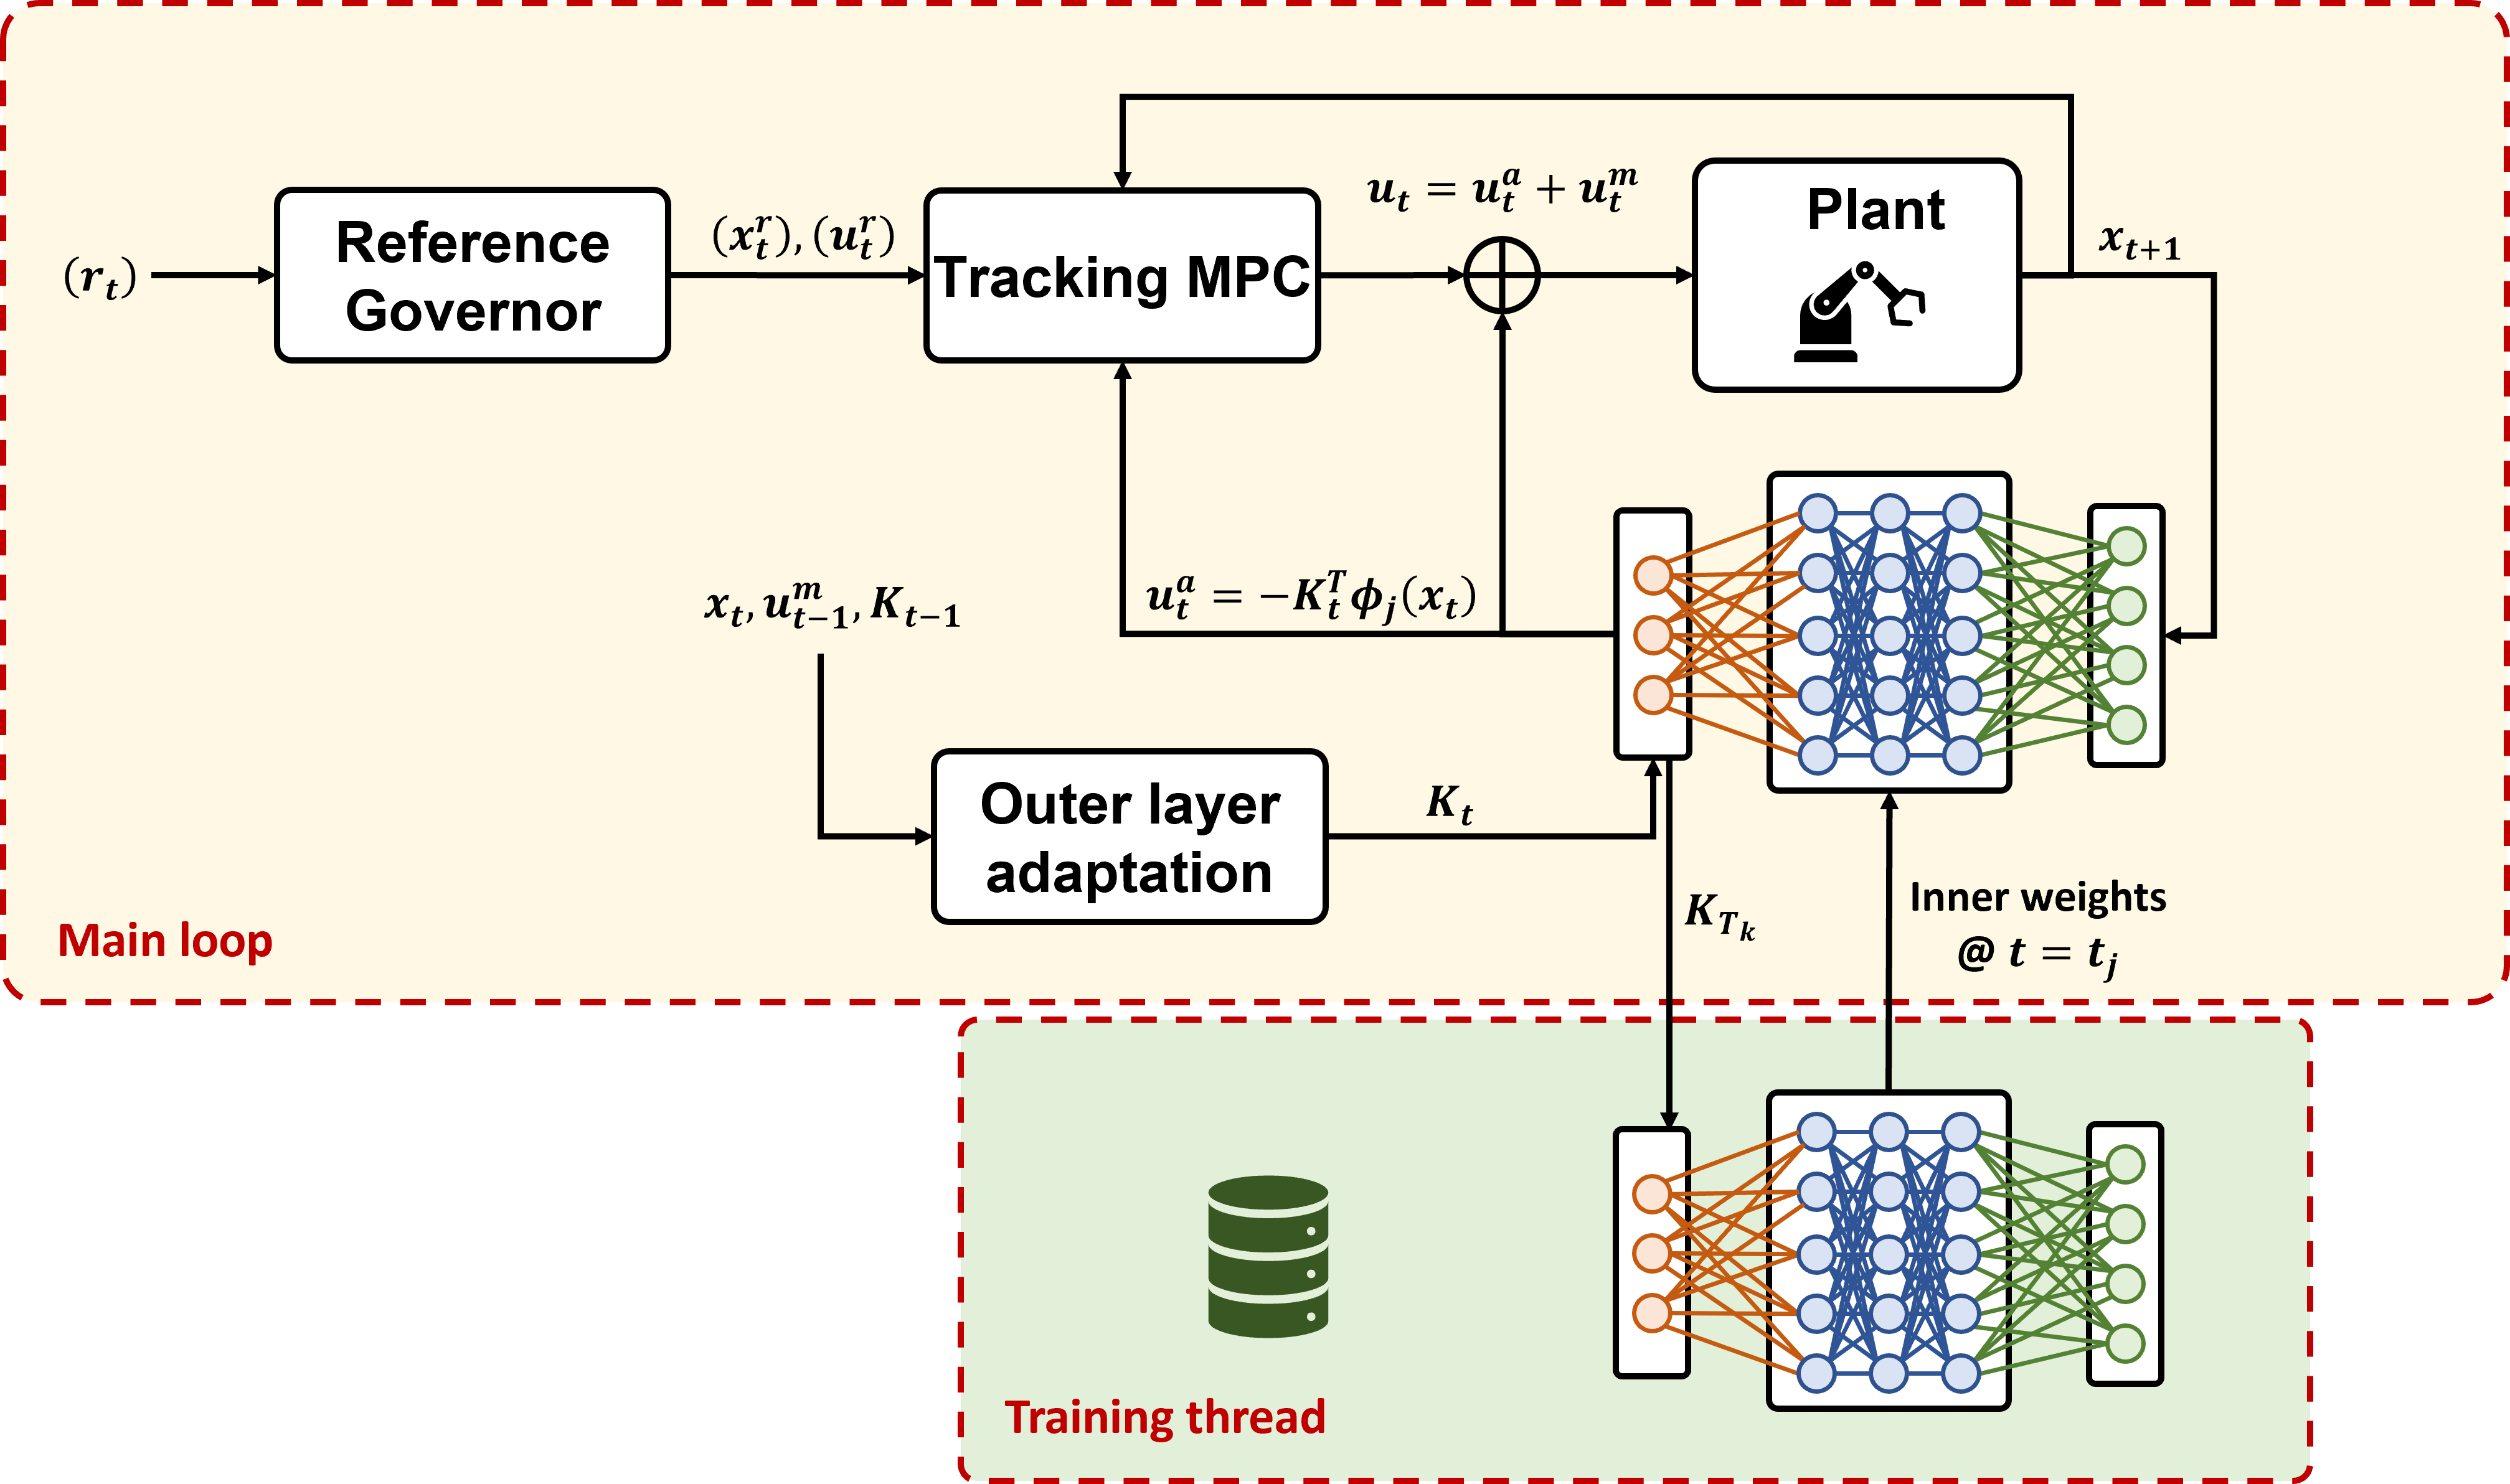 (r_t)
Reference
Governor
(x_t^r), (u_t^r)
Tracking MPC
u_t = u_t^a + u_t^m
Plant
x_{t+1}
x_t, u_{t-1}^m, K_{t-1}
u_t^a = -K_t^T ϕ_j(x_t)
Outer layer
adaptation
K_t
K_{T_k}
Inner weights
@ t = t_j
Main loop
Training thread